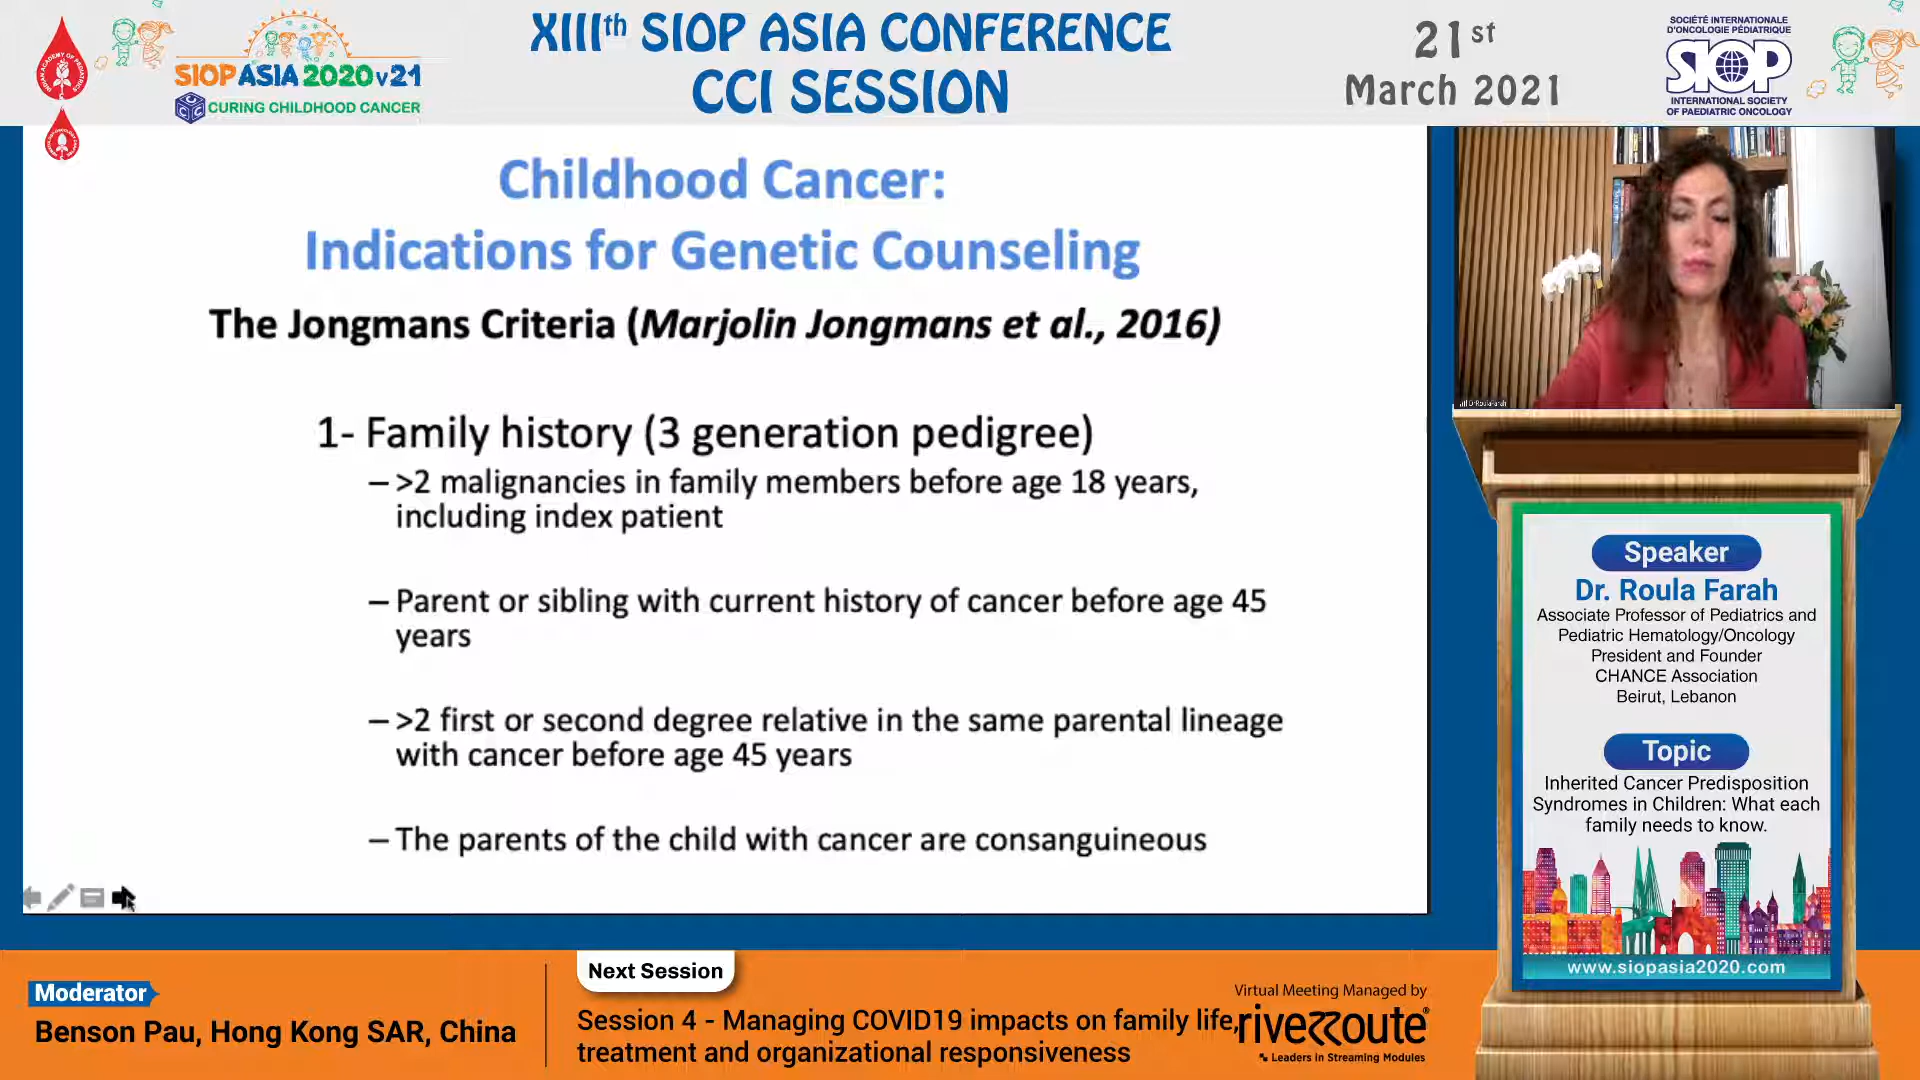 XIIIth SIOP ASIA CONFERENCE
CCI SESSION
21st
March 2021
SIOP ASIA 2020 v21
CURING CHILDHOOD CANCER
SOCIÉTÉ INTERNATIONALE
D'ONCOLOGIE PÉDIATRIQUE
SIOP
INTERNATIONAL SOCIETY
OF PAEDIATRIC ONCOLOGY
Childhood Cancer:
Indications for Genetic Counseling
The Jongmans Criteria (Marjolin Jongmans et al., 2016)
1- Family history (3 generation pedigree)
– >2 malignancies in family members before age 18 years,
including index patient
– Parent or sibling with current history of cancer before age 45
years
– >2 first or second degree relative in the same parental lineage
with cancer before age 45 years
– The parents of the child with cancer are consanguineous
Speaker
Dr. Roula Farah
Associate Professor of Pediatrics and
Pediatric Hematology/Oncology
President and Founder
CHANCE Association
Beirut, Lebanon
Topic
Inherited Cancer Predisposition
Syndromes in Children: What each
family needs to know.
www.siopasia2020.com
Moderator
Benson Pau, Hong Kong SAR, China
Next Session
Session 4 - Managing COVID19 impacts on family life,
treatment and organizational responsiveness
Virtual Meeting Managed by
riveRRoute®
Leaders in Streaming Modules